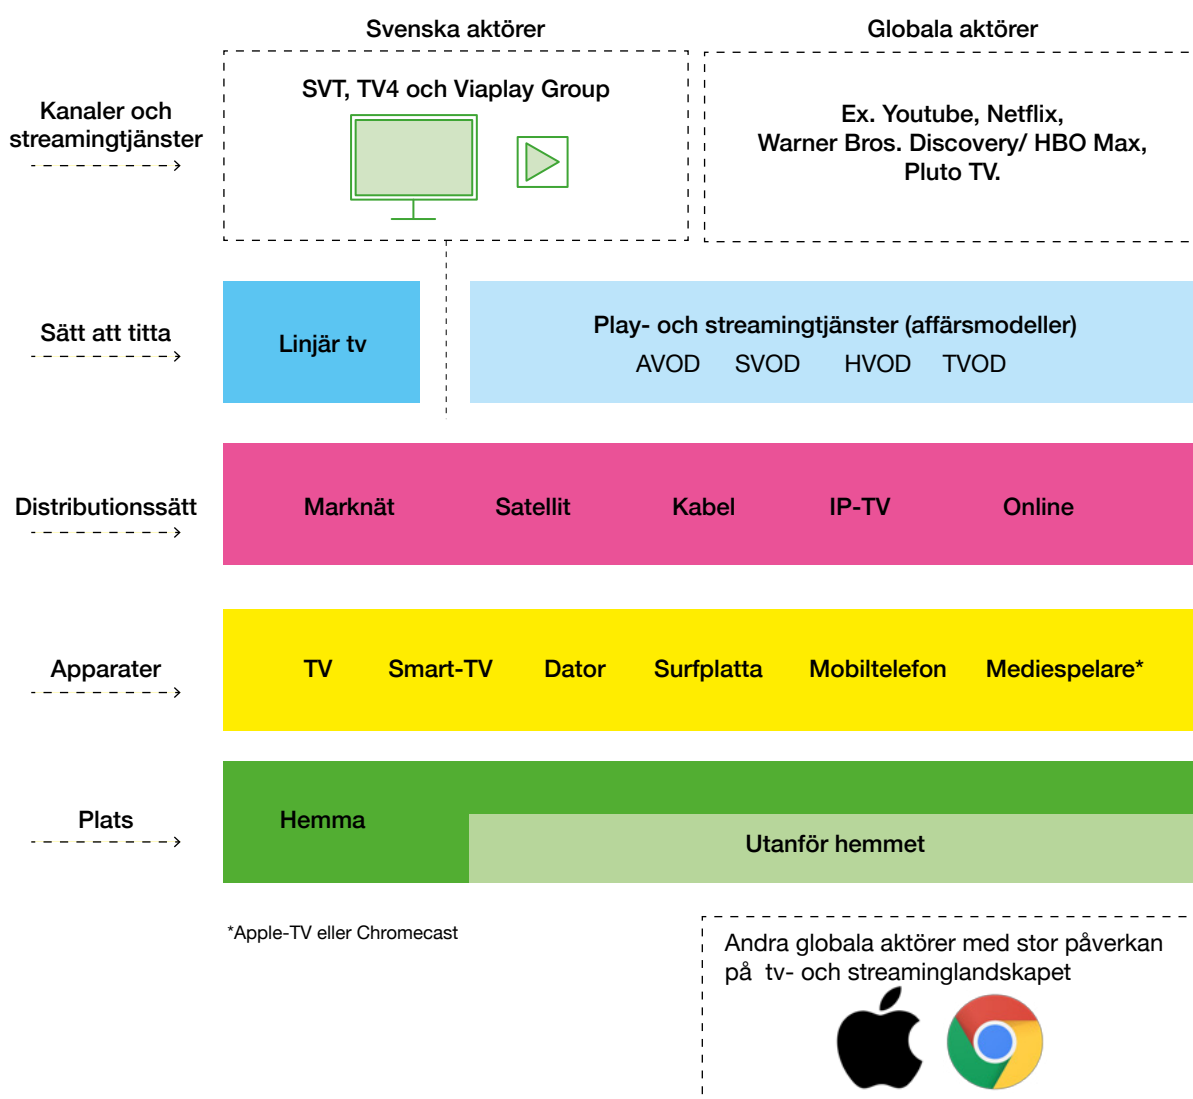 Svenska aktörer
Globala aktörer
Kanaler och
streamingtjänster
SVT, TV4 och Viaplay Group
Ex. Youtube, Netflix,
Warner Bros. Discovery/ HBO Max,
Pluto TV.
Sätt att titta
Linjär tv
Play- och streamingtjänster (affärsmodeller)
AVOD SVOD HVOD TVOD
Distributionssätt
Marknät Satellit Kabel IP-TV Online
Apparater
TV Smart-TV Dator Surfplatta Mobiltelefon Mediespelare*
Plats
Hemma
Utanför hemmet
*Apple-TV eller Chromecast
Andra globala aktörer med stor påverkan
på tv- och streaminglandskapet